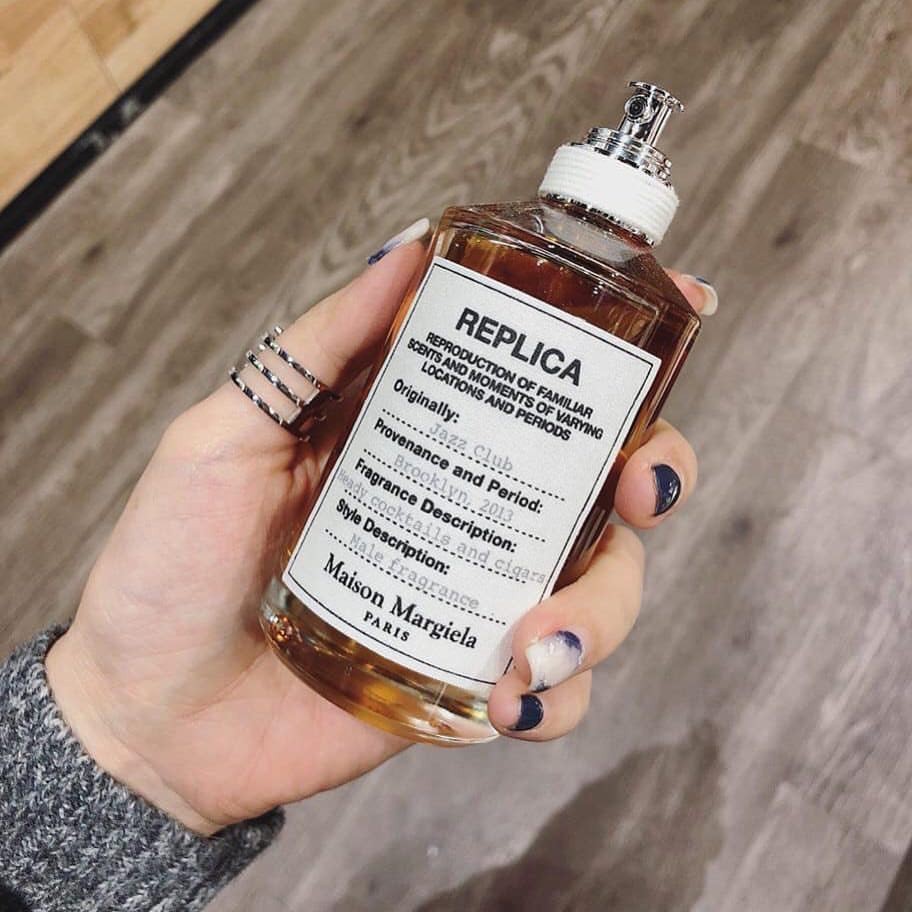 REPLICA
REPRODUCTION OF FAMILIAR
SCENTS AND MOMENTS OF VARYING
LOCATIONS AND PERIODS
Originally:
Jazz Club
Provenance and Period:
Brooklyn, 2013
Fragrance Description:
Heady cocktails and cigars
Style Description:
Male fragrance
Maison Margiela
PARIS